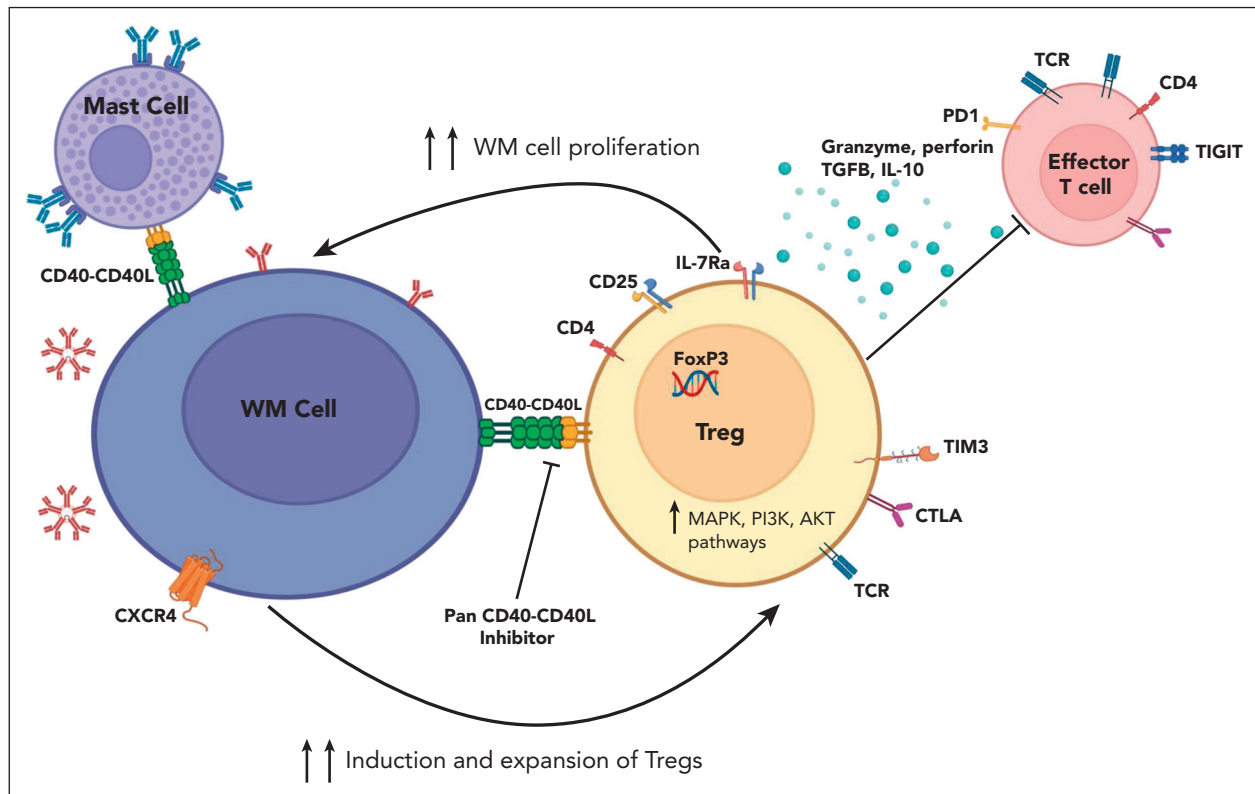 Mast Cell
TCR
CD4
PD1
TIGIT
Effector
T cell
WM cell proliferation
Granzyme, perforin
TGFB, IL-10
CD40-CD40L
IL-7Ra
CD25
CD4
FoxP3
WM Cell
CD40-CD40L
Treg
TIM3
MAPK, PI3K, AKT
pathways
CTLA
TCR
CXCR4
Pan CD40-CD40L
Inhibitor
Induction and expansion of Tregs